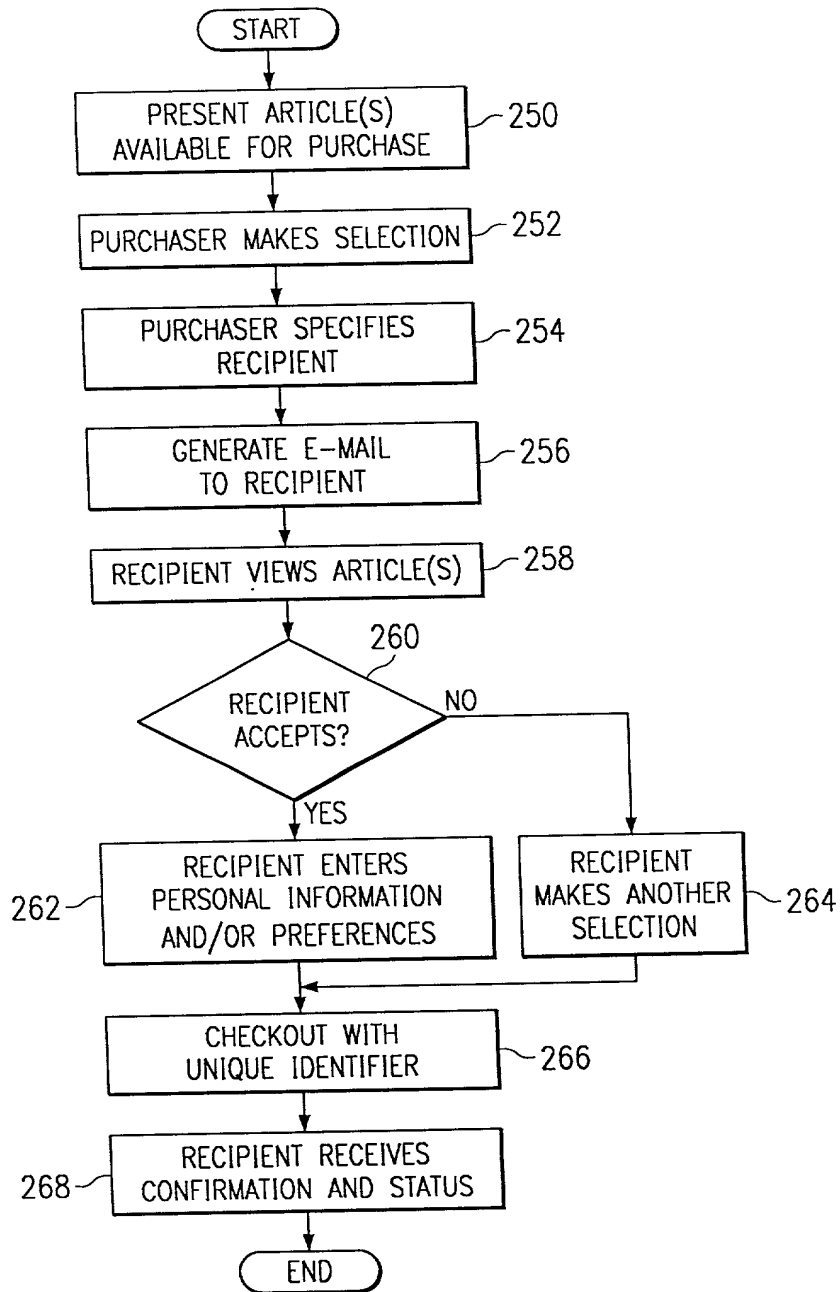 START
PRESENT ARTICLE(S)
AVAILABLE FOR PURCHASE
250
PURCHASER MAKES SELECTION
252
PURCHASER SPECIFIES
RECIPIENT
254
GENERATE E-MAIL
TO RECIPIENT
256
RECIPIENT VIEWS ARTICLE(S)
258
260
RECIPIENT
ACCEPTS?
NO
YES
262
RECIPIENT ENTERS
PERSONAL INFORMATION
AND/OR PREFERENCES
RECIPIENT
MAKES ANOTHER
SELECTION
264
CHECKOUT WITH
UNIQUE IDENTIFIER
266
268
RECIPIENT RECEIVES
CONFIRMATION AND STATUS
END